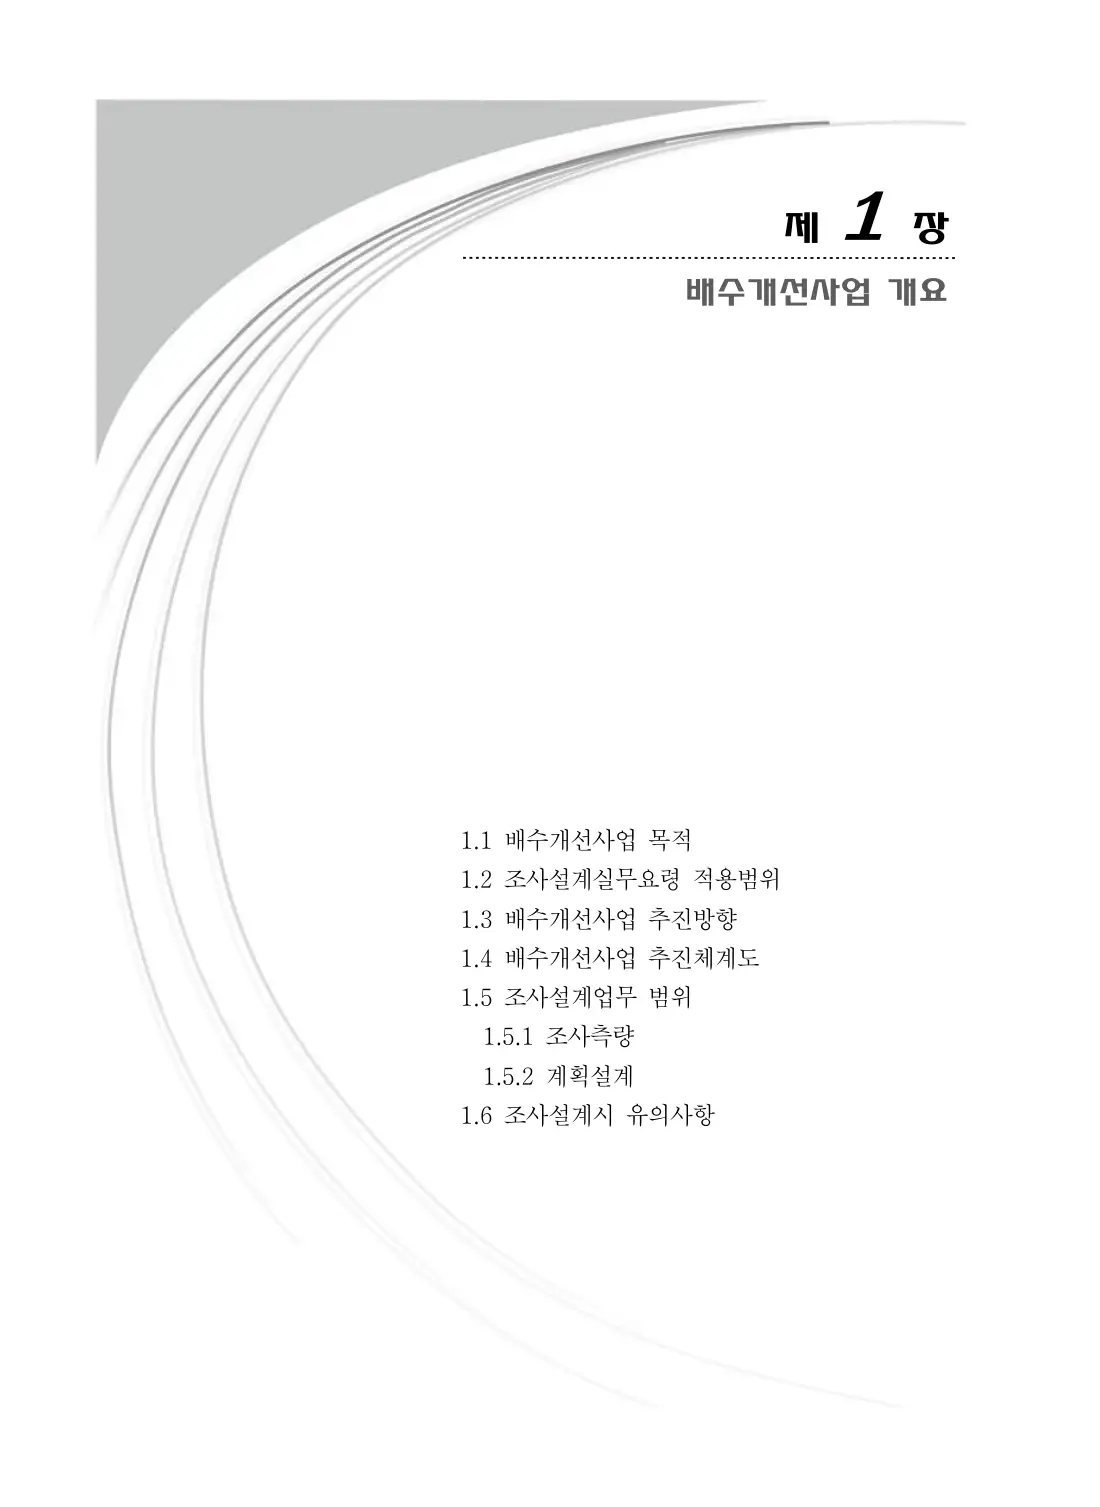 제 1 장
배수개선사업 개요
1.1 배수개선사업 목적
1.2 조사설계실무요령 적용범위
1.3 배수개선사업 추진방향
1.4 배수개선사업 추진체계도
1.5 조사설계업무 범위
1.5.1 조사측량
1.5.2 계획설계
1.6 조사설계시 유의사항